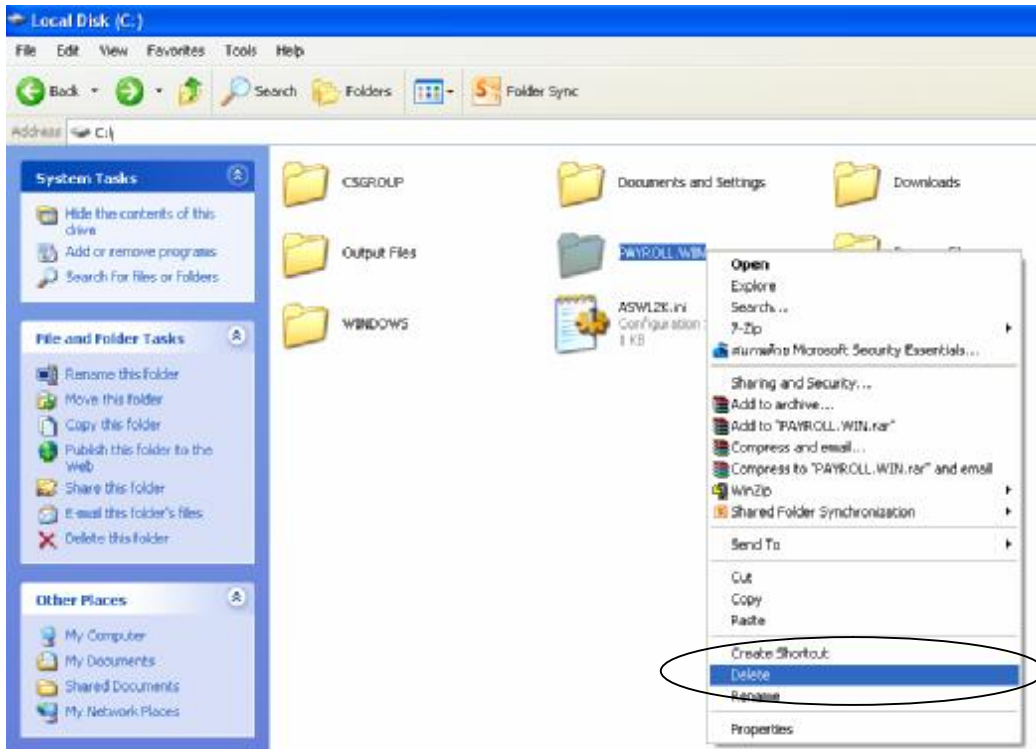 Local Disk (C:)
File Edit View Favorites Tools Help
Back Search Folders Folder Sync
Address C:\
System Tasks
Hide the contents of this
drive
Add or remove programs
Search for files or folders
File and Folder Tasks
Rename this folder
Move this folder
Copy this folder
Publish this folder to the
Web
Share this folder
E-mail this folder's files
Delete this folder
Other Places
My Computer
My Documents
Shared Documents
My Network Places
CSGROUP
Documents and Settings
Downloads
Output Files
PAYROLL.WIN
WINDOWS
ASWL2K.ini
Configuration
1 KB
Open
Explore
Search...
7-Zip
Microsoft Security Essentials...
Sharing and Security...
Add to archive...
Add to "PAYROLL.WIN.rar"
Compress and email...
Compress to "PAYROLL.WIN.rar" and email
WinZip
Shared Folder Synchronization
Send To
Cut
Copy
Paste
Create Shortcut
Delete
Rename
Properties